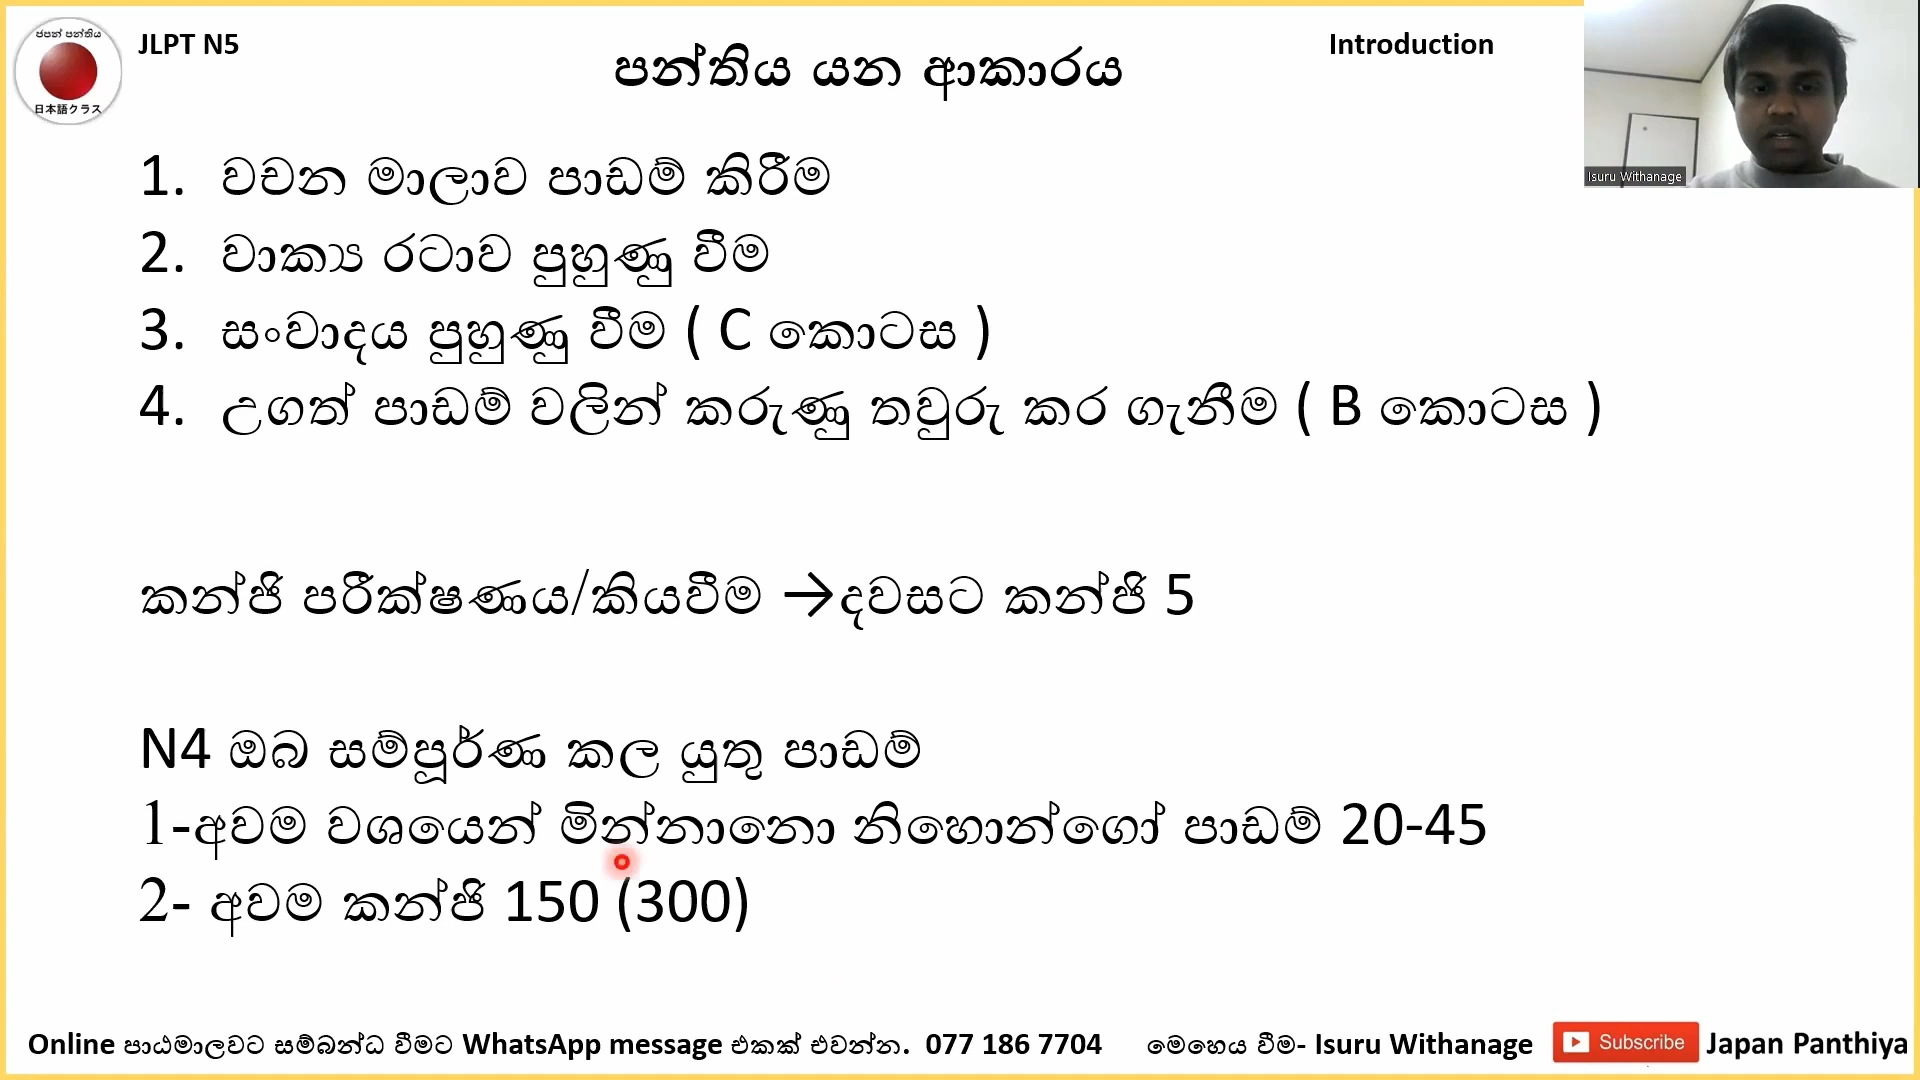 ජපන් පන්තිය
日本語クラス
JLPT N5
පන්තිය යන ආකාරය
Introduction
Isuru Withanage
1. වචන මාලාව පාඩම් කිරීම
2. වාක්‍ය රටාව පුහුණු වීම
3. සංවාදය පුහුණු වීම ( C කොටස )
4. උගත් පාඩම් වලින් කරුණු තවුරු කර ගැනීම ( B කොටස )
කන්ජි පරීක්ෂණය/කියවීම →දවසට කන්ජි 5
N4 ඔබ සම්පූර්ණ කල යුතු පාඩම්
1-අවම වශයෙන් මින්නානො නිහොන්ගෝ පාඩම් 20-45
2- අවම කන්ජි 150 (300)
Online පාඨමාලවට සම්බන්ධ වීමට WhatsApp message එකක් එවන්න. 077 186 7704 මෙහෙය වීම- Isuru Withanage Subscribe Japan Panthiya